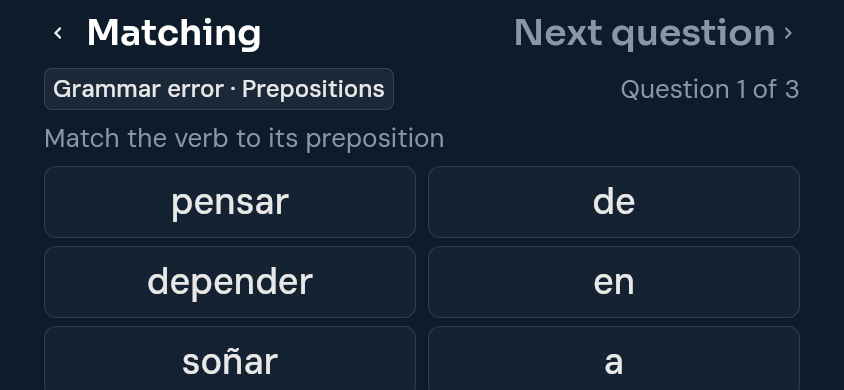 Matching
Next question
Grammar error · Prepositions
Question 1 of 3
Match the verb to its preposition
pensar
de
depender
en
soñar
a